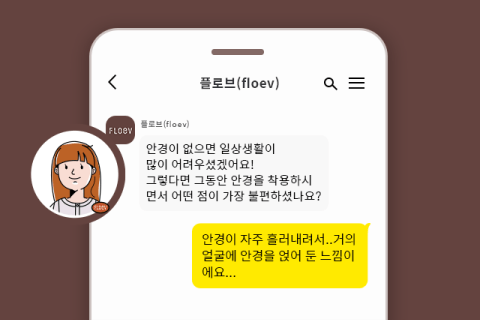 플로브(floev)
FLOEV
플로브(floev)
안경이 없으면 일상생활이
많이 어려우셨겠어요!
그렇다면 그동안 안경을 착용하시
면서 어떤 점이 가장 불편하셨나요?
FLOEV
안경이 자주 흘러내려서..거의
얼굴에 안경을 얹어 둔 느낌이
에요...